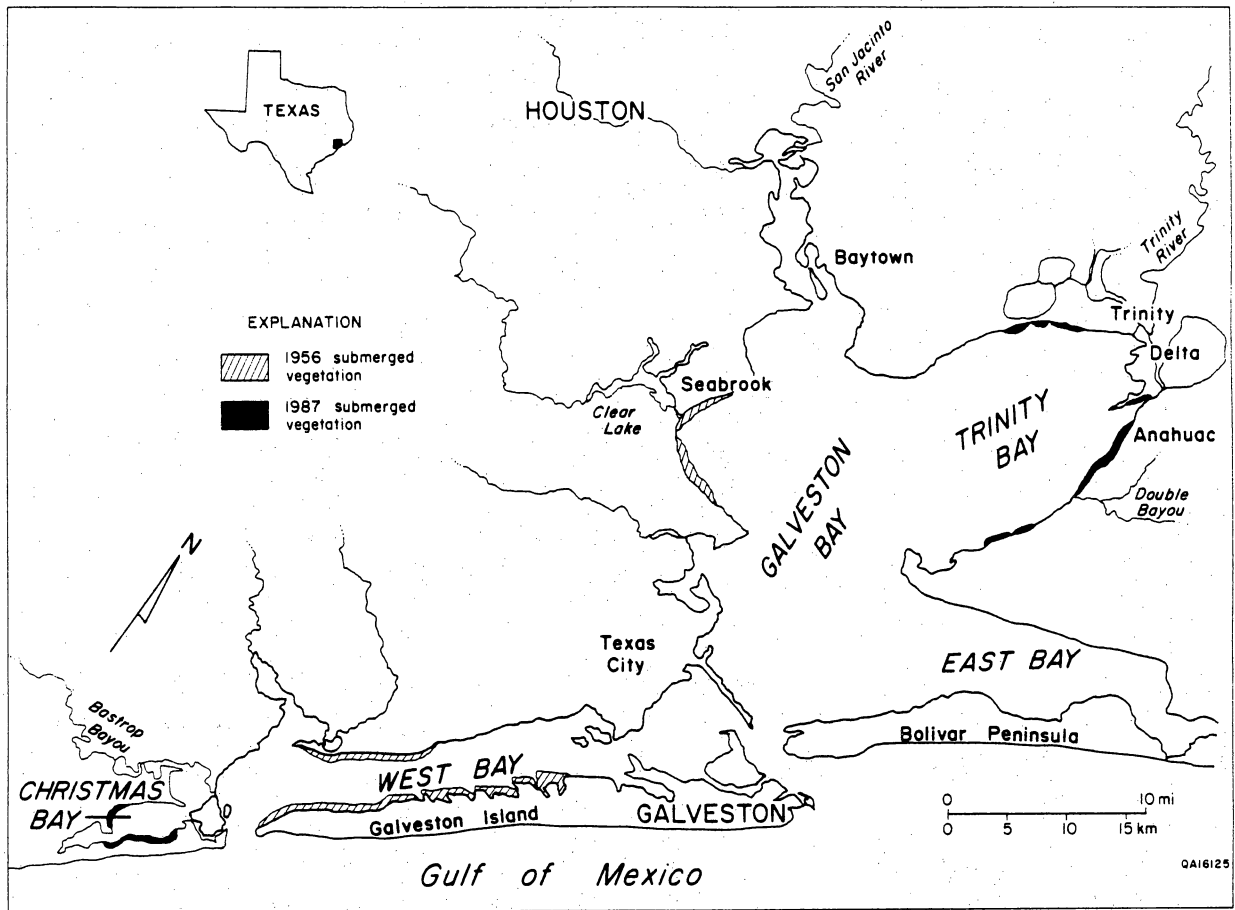 San Jacinto
River
TEXAS
HOUSTON
Trinity
River
Baytown
EXPLANATION
1956 submerged
vegetation
1987 submerged
vegetation
Trinity
Delta
Seabrook
Clear
Lake
TRINITY
BAY
Anahuac
Double
Bayou
GALVESTON
BAY
N
Texas
City
EAST BAY
Bastrop
Bayou
Bolivar Peninsula
WEST BAY
CHRISTMAS
BAY
Galveston Island
GALVESTON
0 10 mi
0 5 10 15 km
Gulf of Mexico
QA16125